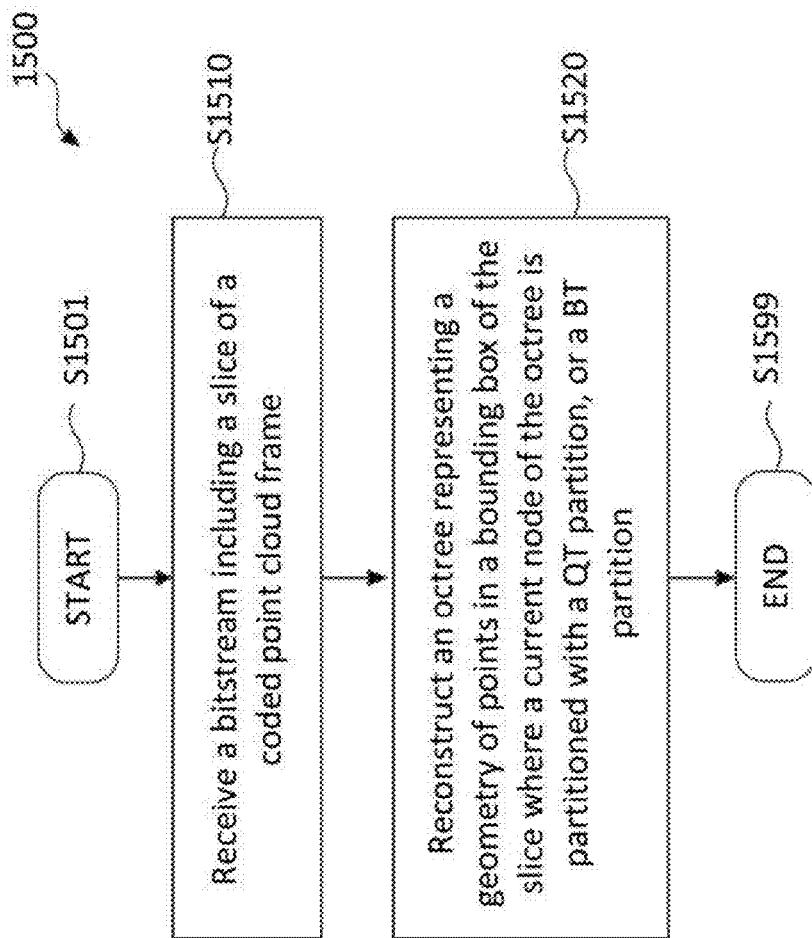 1500
START
S1501
Receive a bitstream including a slice of a
coded point cloud frame
S1510
Reconstruct an octree representing a
geometry of points in a bounding box of the
slice where a current node of the octree is
partitioned with a QT partition, or a BT
partition
S1520
END
S1599